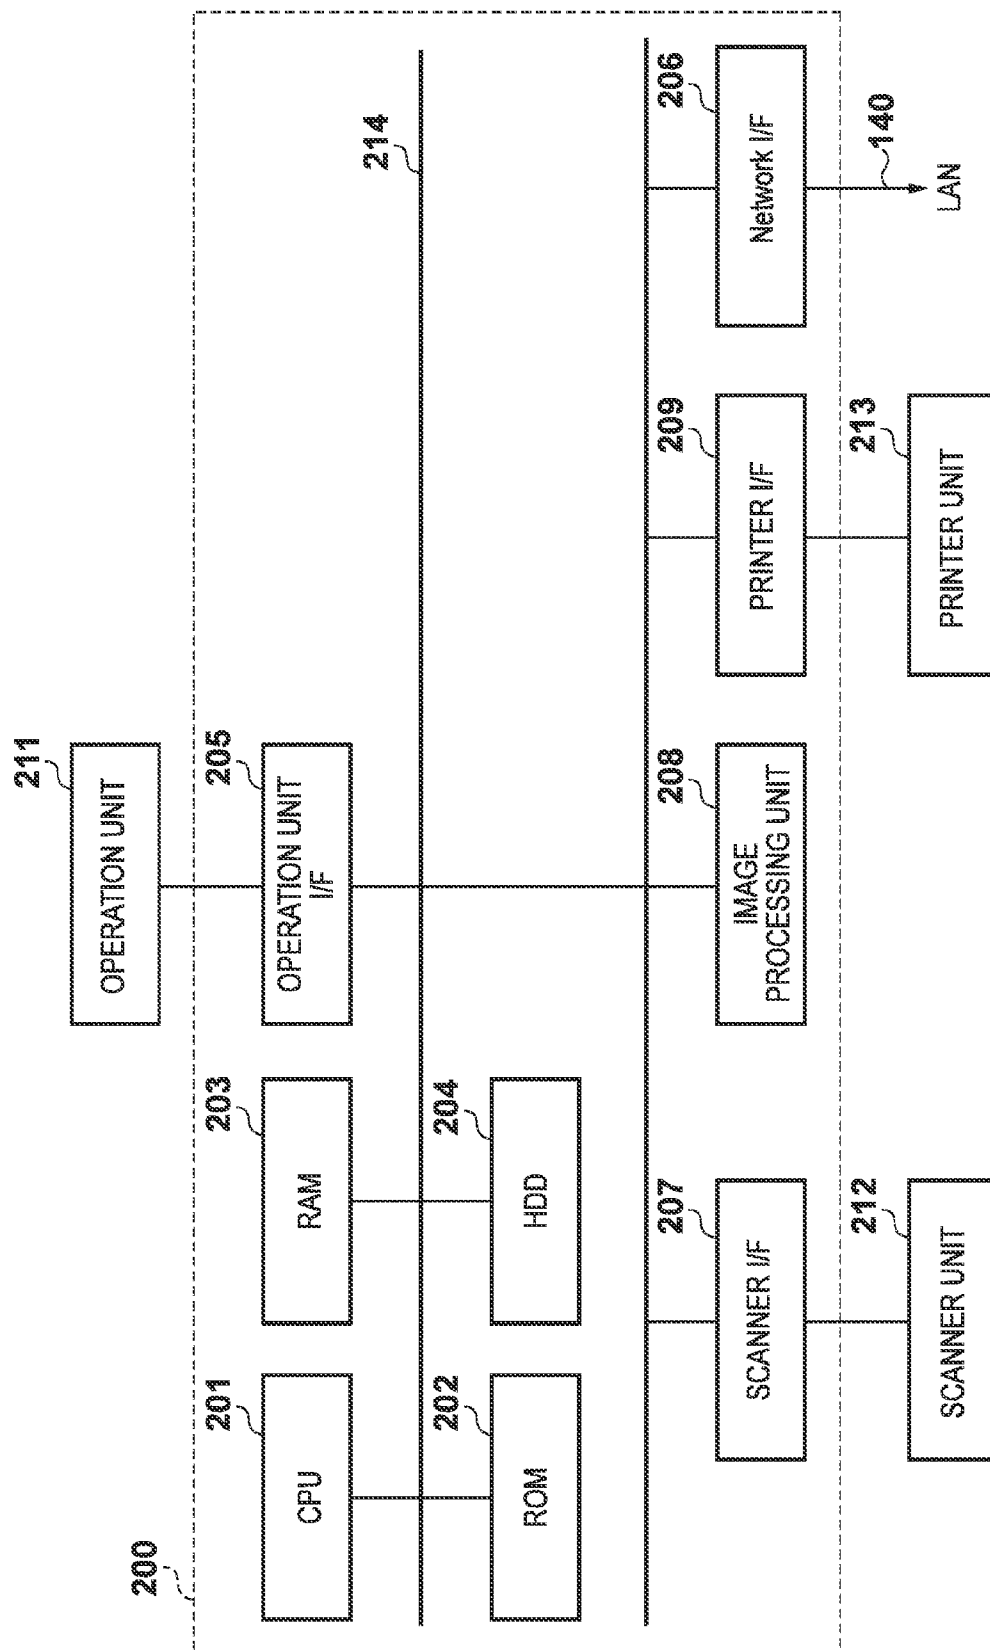 211
OPERATION UNIT
200
201
CPU
203
RAM
205
OPERATION UNIT
I/F
214
202
ROM
204
HDD
207
SCANNER I/F
208
IMAGE
PROCESSING UNIT
209
PRINTER I/F
206
Network I/F
212
SCANNER UNIT
213
PRINTER UNIT
140
LAN